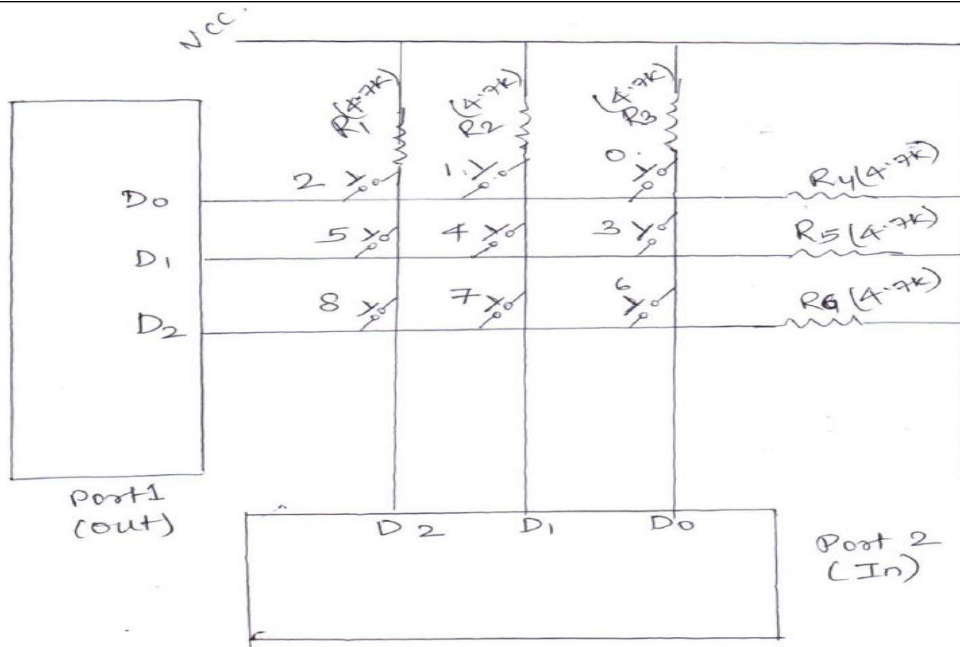 VCC.
R1 (4.7K)
R2 (4.7K)
R3 (4.7K)
2 1. 0.
D0
R4 (4.7K)
5 4 3
D1
R5 (4.7K)
8 7 6
D2
R6 (4.7K)
Port1
(out)
D2 D1 D0
Port 2
(In)